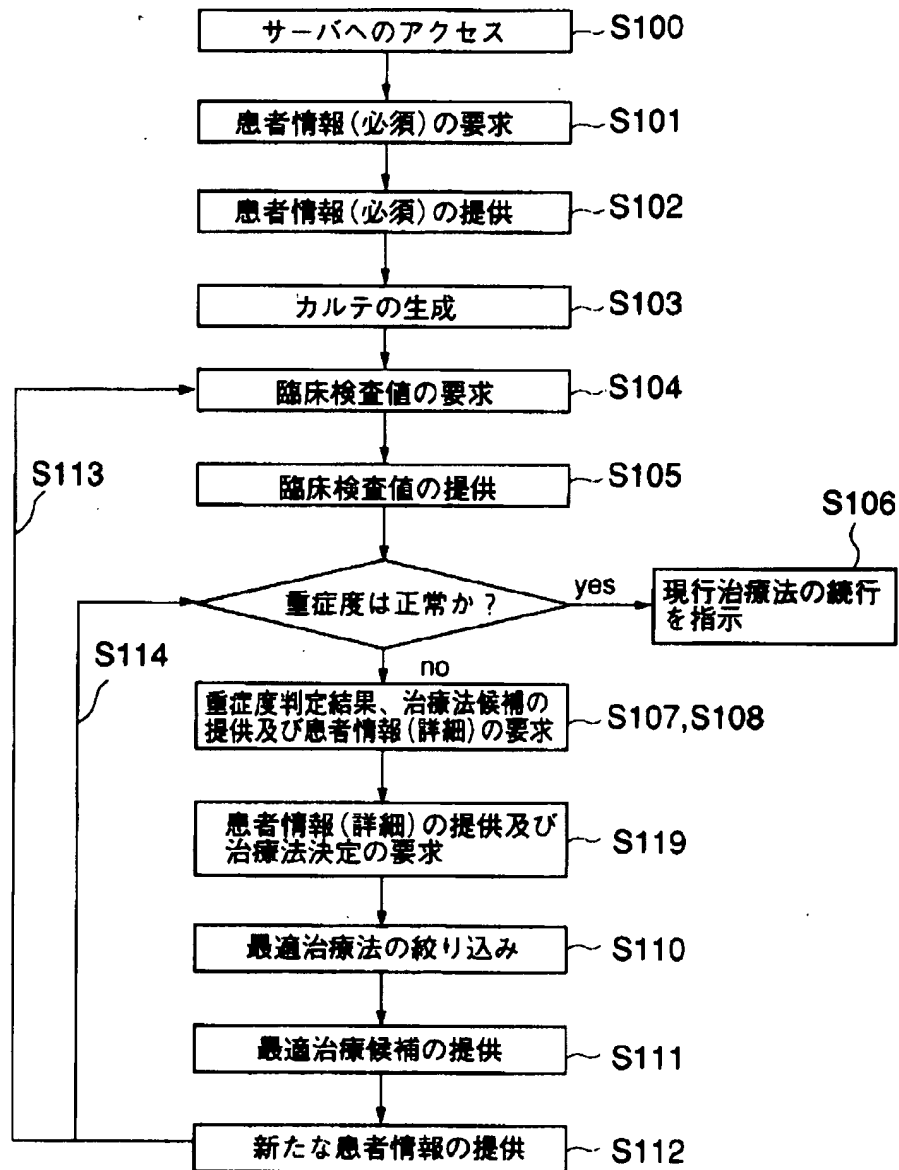 サーバへのアクセス
S100
患者情報(必須)の要求
S101
患者情報(必須)の提供
S102
カルテの生成
S103
臨床検査値の要求
S104
S113
臨床検査値の提供
S105
S106
重症度は正常か?
yes
現行治療法の続行
を指示
S114
no
重症度判定結果、治療法候補の
提供及び患者情報(詳細)の要求
S107,S108
患者情報(詳細)の提供及び
治療法決定の要求
S119
最適治療法の絞り込み
S110
最適治療候補の提供
S111
新たな患者情報の提供
S112